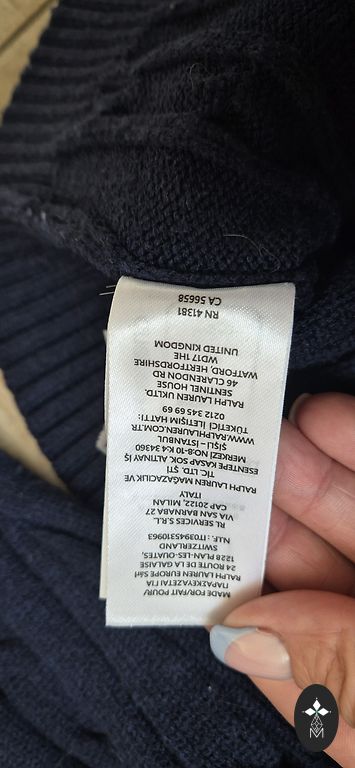 MADE FOR/FAIT POUR/
ΠΑΡΑΣΚΕΥΑΖΕΤΑΙ ΓΙΑ
RALPH LAUREN EUROPE Sàrl
24 ROUTE DE LA GALAISE
1228 PLAN-LES-OUATES,
SWITZERLAND
N.I.F. : N0394531096J
RL SERVICES S.R.L.
VIA SAN BARNABA 27
CAP 20122, MILAN
ITALY
RALPH LAUREN MAĞAZACILIK VE
TIC LTD. ŞTİ
ESENTEPE KASAP SOK. ALTINAY İŞ
MERKEZİ NO:8-10 K:4 34360
ŞİŞLİ – İSTANBUL
WWW.RALPHLAUREN.COM.TR
TÜKETİCİ İLETİŞİM HATTI :
0212 345 69 69
RALPH LAUREN UK LTD.
SENTINEL HOUSE
46 CLARENDON RD
WATFORD, HERTFORDSHIRE
WD17 1HE
UNITED KINGDOM
RN 41381
CA 56658
M